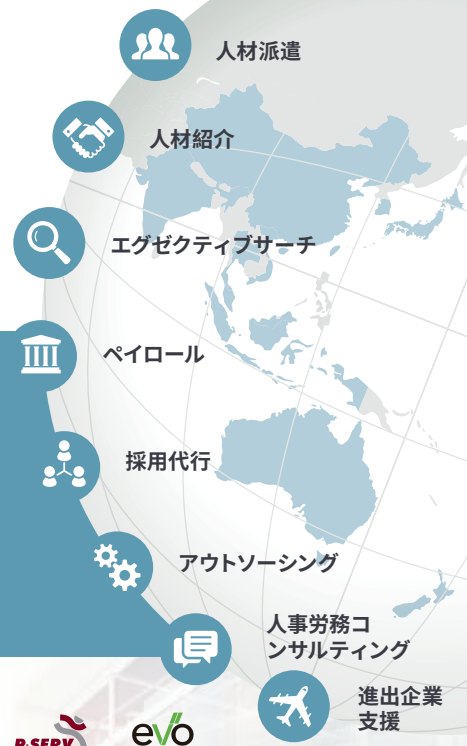 人材派遣
人材紹介
エグゼクティブサーチ
ペイロール
採用代行
アウトソーシング
人事労務コ
ンサルティング
進出企業
支援
P-SERV
evo